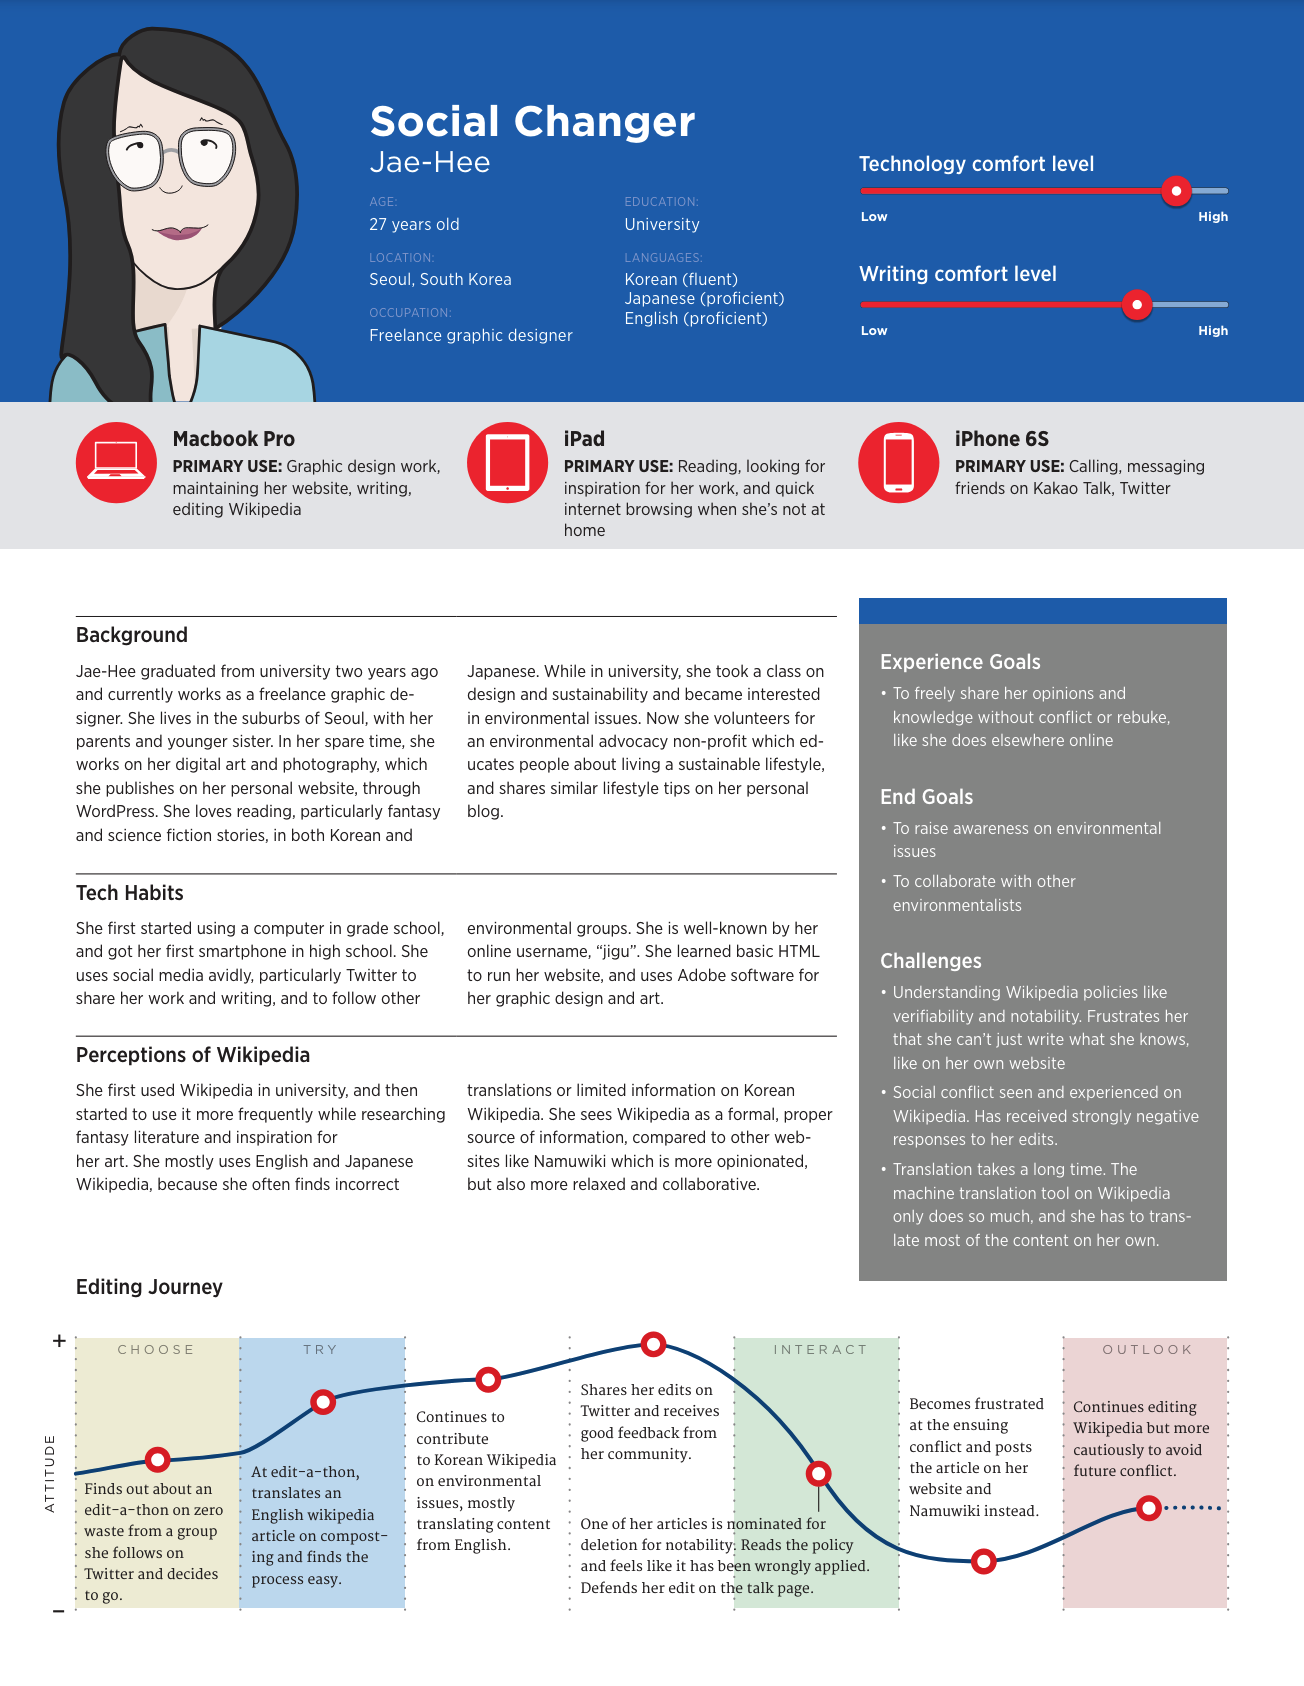 Social Changer
Jae-Hee
AGE:
27 years old
LOCATION:
Seoul, South Korea
OCCUPATION:
Freelance graphic designer
EDUCATION:
University
LANGUAGES:
Korean (fluent)
Japanese (proficient)
English (proficient)
Technology comfort level
Low High
Writing comfort level
Low High
Macbook Pro
PRIMARY USE: Graphic design work,
maintaining her website, writing,
editing Wikipedia
iPad
PRIMARY USE: Reading, looking for
inspiration for her work, and quick
internet browsing when she's not at
home
iPhone 6S
PRIMARY USE: Calling, messaging
friends on Kakao Talk, Twitter
Background
Jae-Hee graduated from university two years ago
and currently works as a freelance graphic de-
signer. She lives in the suburbs of Seoul, with her
parents and younger sister. In her spare time, she
works on her digital art and photography, which
she publishes on her personal website, through
WordPress. She loves reading, particularly fantasy
and science fiction stories, in both Korean and
Japanese. While in university, she took a class on
design and sustainability and became interested
in environmental issues. Now she volunteers for
an environmental advocacy non-profit which ed-
ucates people about living a sustainable lifestyle,
and shares similar lifestyle tips on her personal
blog.
Tech Habits
She first started using a computer in grade school,
and got her first smartphone in high school. She
uses social media avidly, particularly Twitter to
share her work and writing, and to follow other
environmental groups. She is well-known by her
online username, “jigu”. She learned basic HTML
to run her website, and uses Adobe software for
her graphic design and art.
Perceptions of Wikipedia
She first used Wikipedia in university, and then
started to use it more frequently while researching
fantasy literature and inspiration for
her art. She mostly uses English and Japanese
Wikipedia, because she often finds incorrect
translations or limited information on Korean
Wikipedia. She sees Wikipedia as a formal, proper
source of information, compared to other web-
sites like Namuwiki which is more opinionated,
but also more relaxed and collaborative.
Experience Goals
• To freely share her opinions and
knowledge without conflict or rebuke,
like she does elsewhere online
End Goals
• To raise awareness on environmental
issues
• To collaborate with other
environmentalists
Challenges
• Understanding Wikipedia policies like
verifiability and notability. Frustrates her
that she can't just write what she knows,
like on her own website
• Social conflict seen and experienced on
Wikipedia. Has received strongly negative
responses to her edits.
• Translation takes a long time. The
machine translation tool on Wikipedia
only does so much, and she has to trans-
late most of the content on her own.
Editing Journey
+
ATTITUDE
–
CHOOSE
Finds out about an
edit-a-thon on zero
waste from a group
she follows on
Twitter and decides
to go.
TRY
At edit-a-thon,
translates an
English wikipedia
article on compost-
ing and finds the
process easy.
Continues to
contribute
to Korean Wikipedia
on environmental
issues, mostly
translating content
from English.
Shares her edits on
Twitter and receives
good feedback from
her community.
INTERACT
One of her articles is nominated for
deletion for notability. Reads the policy
and feels like it has been wrongly applied.
Defends her edit on the talk page.
Becomes frustrated
at the ensuing
conflict and posts
the article on her
website and
Namuwiki instead.
OUTLOOK
Continues editing
Wikipedia but more
cautiously to avoid
future conflict.